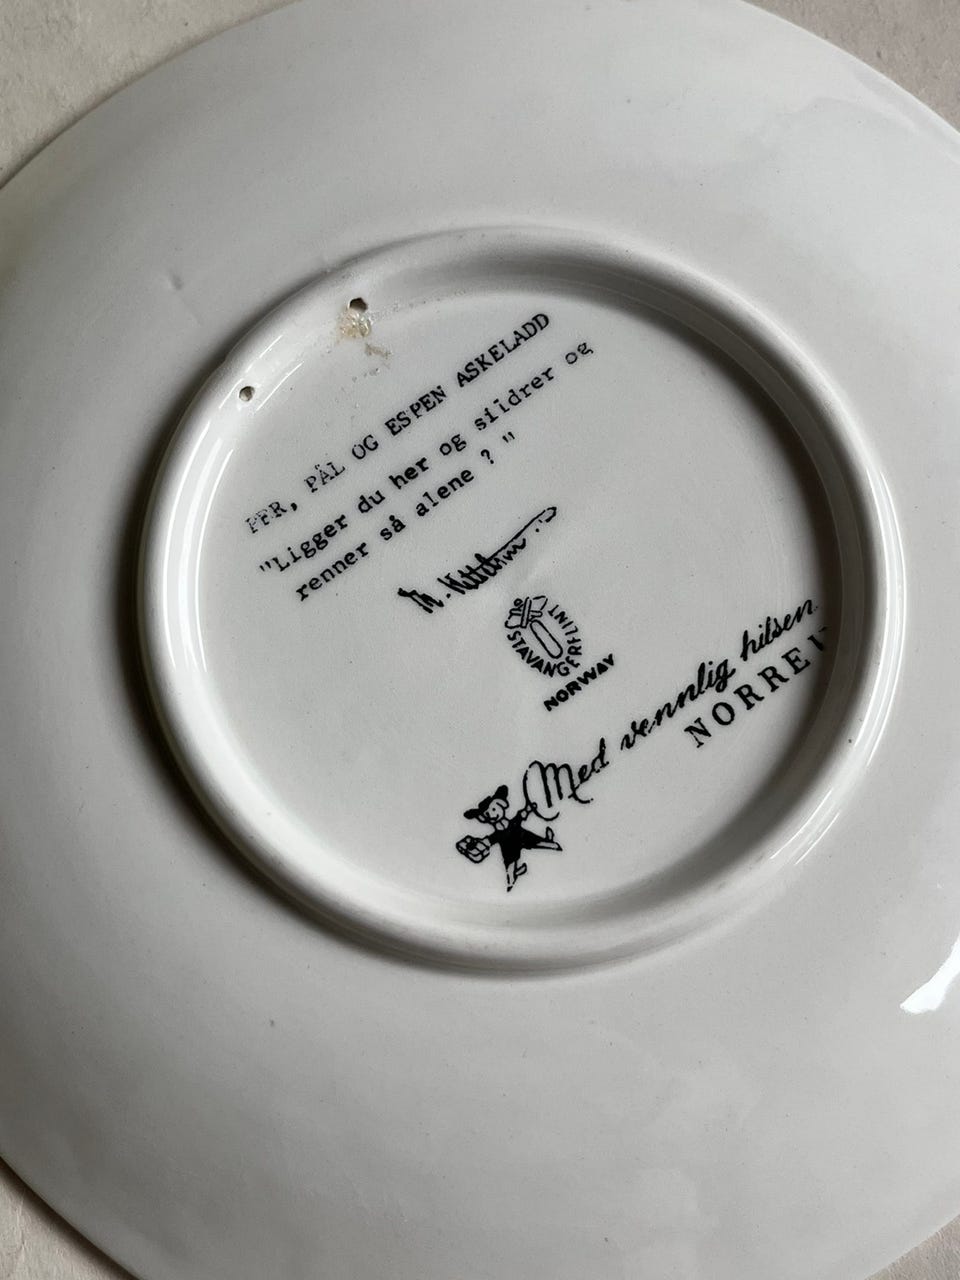 PER, PÅL OG ESPEN ASKELADD
"Ligger du her og sildrer og
renner så alene ? "
STAVANGERFLINT
NORWAY
Med vennlig hilsen